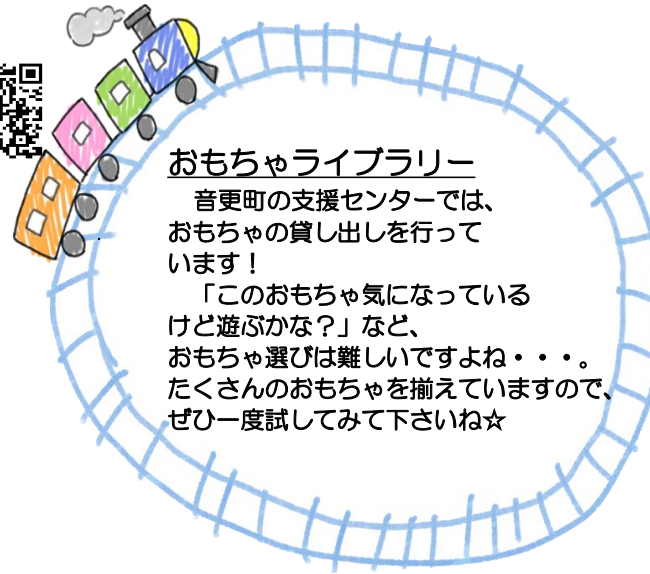 おもちゃライブラリー
音更町の支援センターでは、
おもちゃの貸し出しを行って
います！
「このおもちゃ気になっている
けど遊ぶかな？」など、
おもちゃ選びは難しいですよね・・・。
たくさんのおもちゃを揃えていますので、
ぜひ一度試してみて下さいね☆